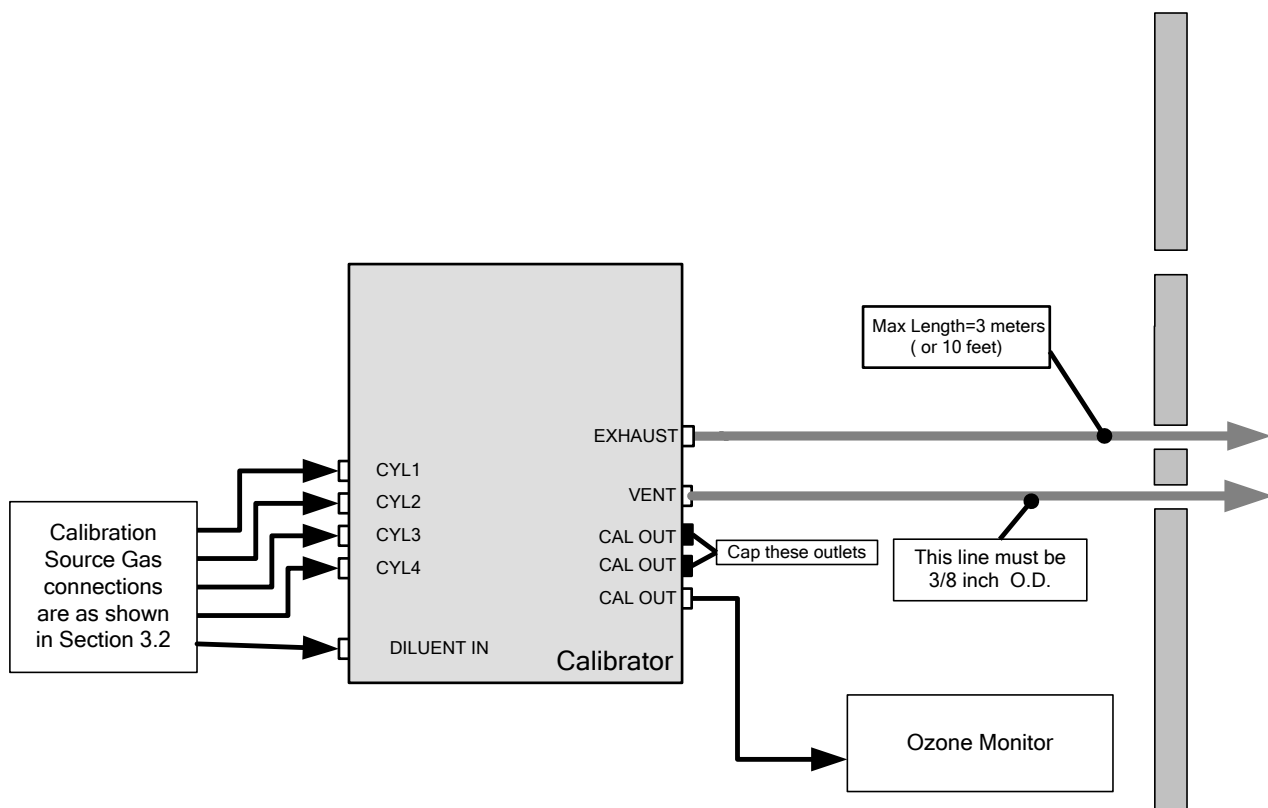 Max Length=3 meters
( or 10 feet)
EXHAUST
CYL1
CYL2
CYL3
CYL4
VENT
CAL OUT
CAL OUT
CAL OUT
Cap these outlets
This line must be
3/8 inch O.D.
Calibration
Source Gas
connections
are as shown
in Section 3.2
DILUENT IN
Calibrator
Ozone Monitor